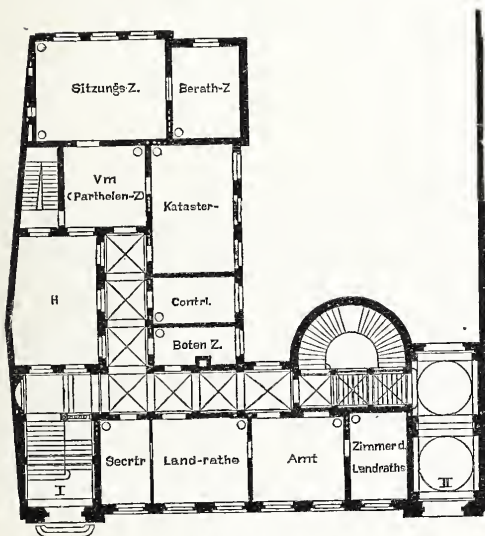 Sitzungs-Z.
Berath-Z
Vm
(Partheien-Z)
Kataster-
H
Contrl.
Boten Z.
Secrtr
Land-rathe
Amt
Zimmer d.
Landraths
I
II